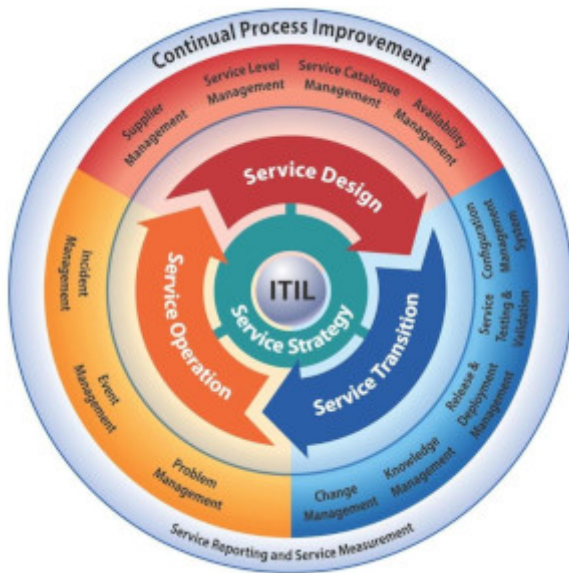 Continual Process Improvement
Supplier
Management
Service Level
Management
Service Catalogue
Management
Availability
Management
System
Configuration
Management
Service
Testing &
Validation
Release &
Deployment
Management
Knowledge
Management
Change
Management
Problem
Management
Event
Management
Incident
Management
Service Design
Service Transition
Service Operation
Service Strategy
ITIL
Service Reporting and Service Measurement